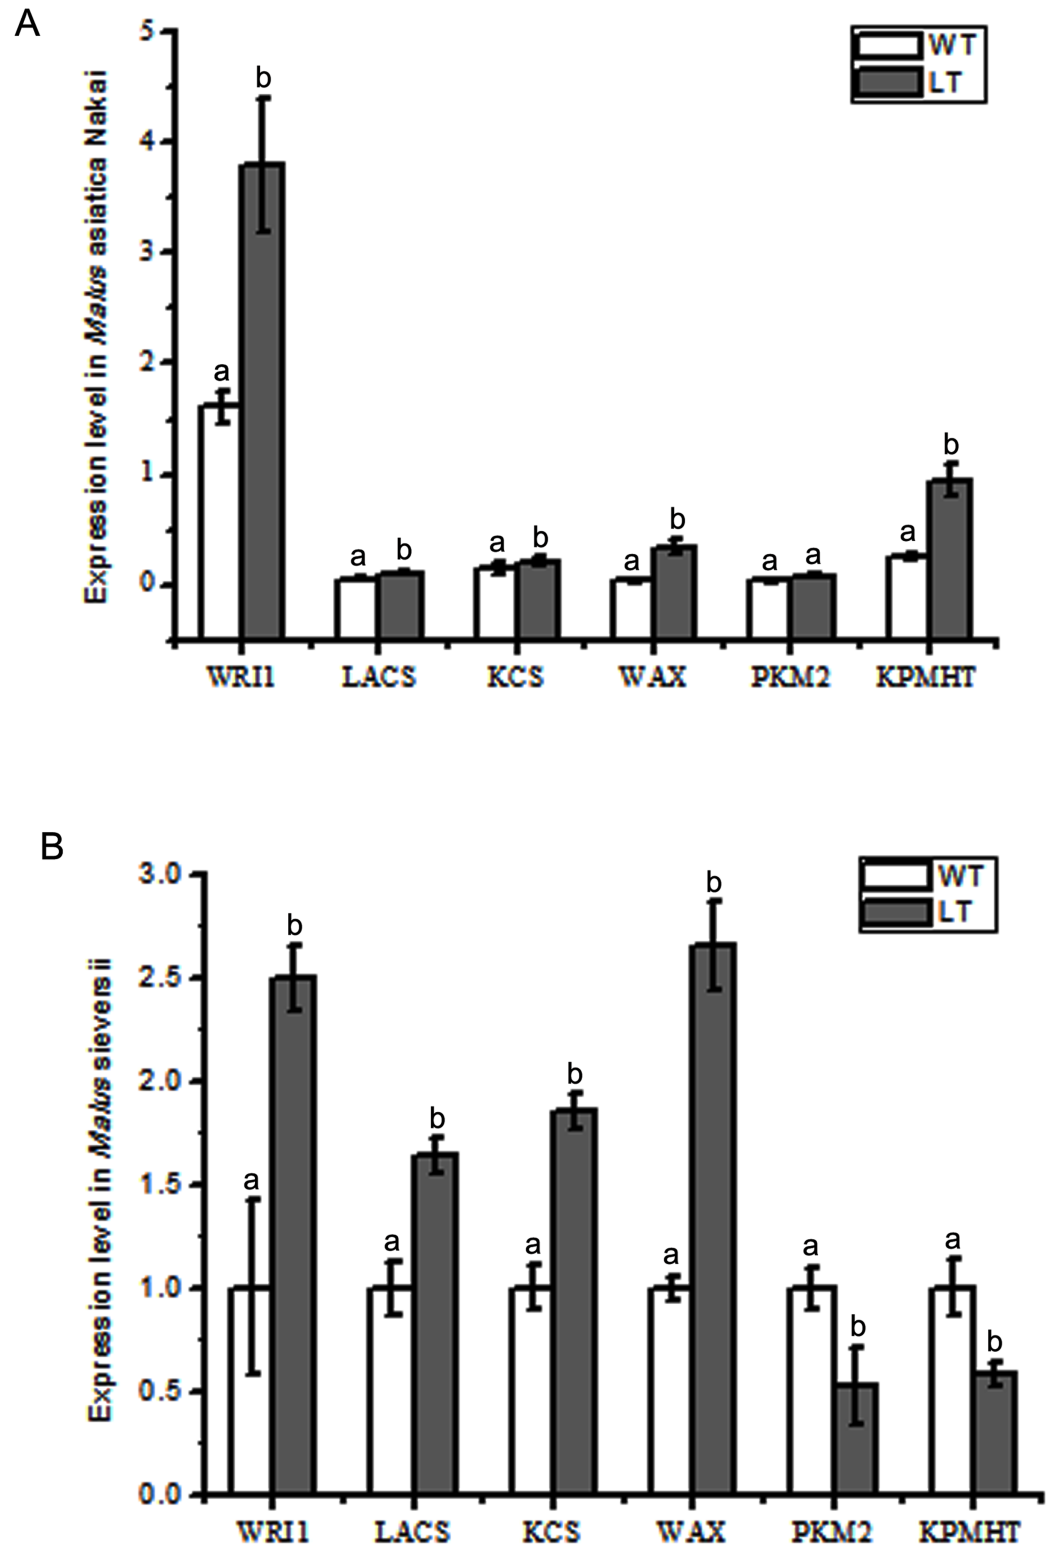 A
5
4
3
2
1
0
Expression level in Malus asiatica Nakai
WT
LT
a b a b a b a b a a a b
WRI1 LACS KCS WAX PKM2 KPMHT
B
3.0
2.5
2.0
1.5
1.0
0.5
0.0
Expression level in Malus sieversii
WT
LT
a b a b a b a b a b a b
WRI1 LACS KCS WAX PKM2 KPMHT